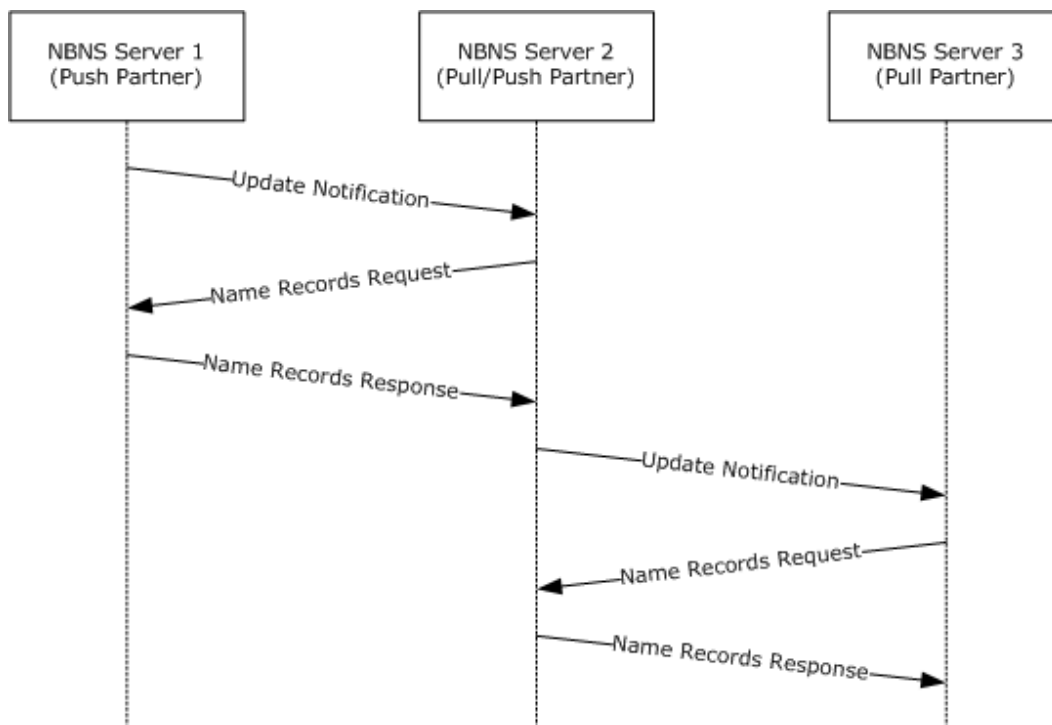 NBNS Server 1
(Push Partner)
NBNS Server 2
(Pull/Push Partner)
NBNS Server 3
(Pull Partner)
Update Notification
Name Records Request
Name Records Response
Update Notification
Name Records Request
Name Records Response